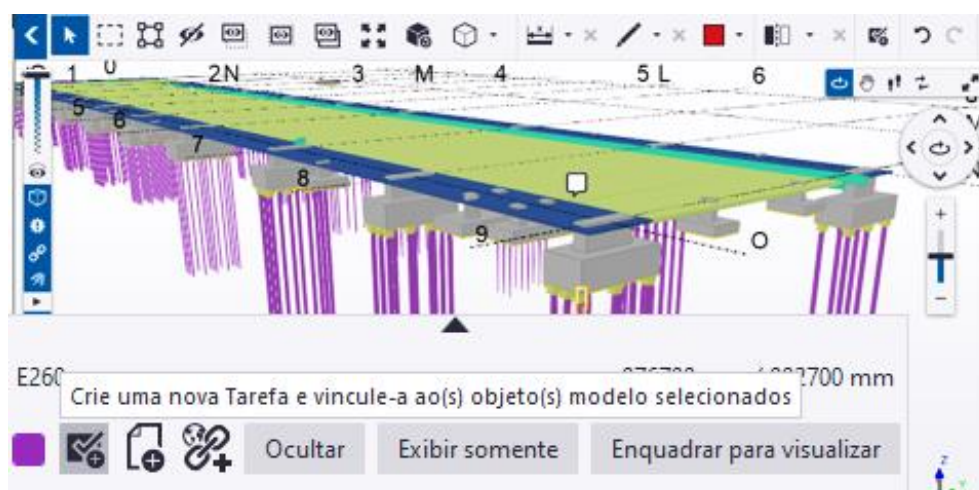 1 U 2N 3 M 4 5 L 6
5
6
7
8
9
O
E260 2700 mm
Crie uma nova Tarefa e vincule-a ao(s) objeto(s) modelo selecionados
Ocultar Exibir somente Enquadrar para visualizar
z